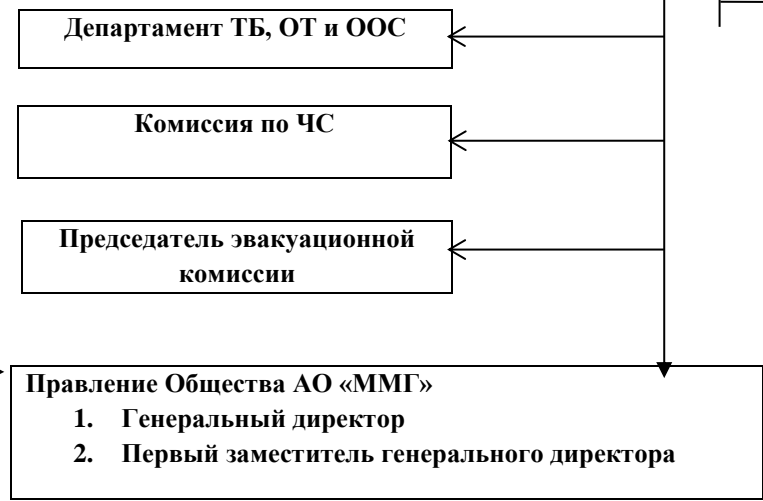 Департамент ТБ, ОТ и ООС
Комиссия по ЧС
Председатель эвакуационной
комиссии
Правление Общества АО «ММГ»
1. Генеральный директор
2. Первый заместитель генерального директора